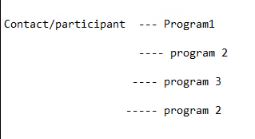 Contact/participant --- Program1
---- program 2
---- program 3
----- program 2